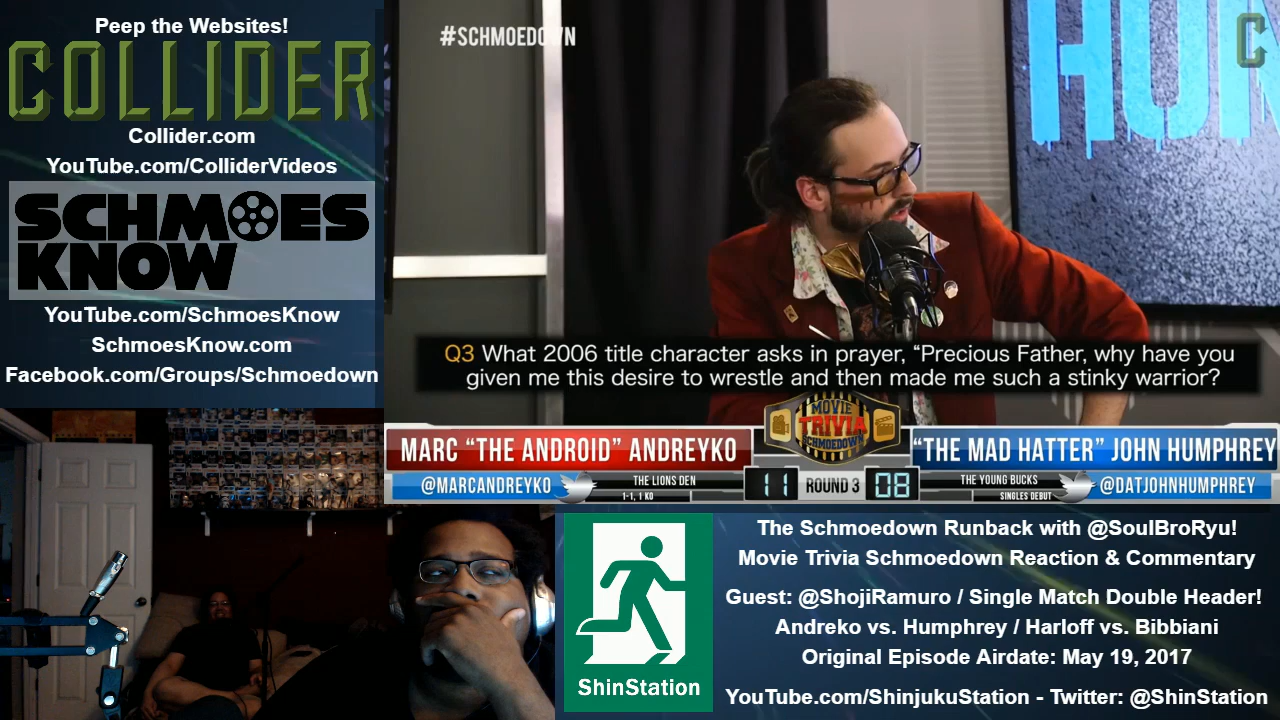 Peep the Websites!
COLLIDER
Collider.com
YouTube.com/ColliderVideos
SCHMOES
KNOW
YouTube.com/SchmoesKnow
SchmoesKnow.com
Facebook.com/Groups/Schmoedown
#SCHMOEDOWN
C
HUM
Q3 What 2006 title character asks in prayer, “Precious Father, why have you
given me this desire to wrestle and then made me such a stinky warrior?
MOVIE
TRIVIA
SCHMOEDOWN
MARC “THE ANDROID” ANDREYKO
“THE MAD HATTER” JOHN HUMPHREY
@MARCANDREYKO
THE LIONS DEN
1-1, 1 KO
11 ROUND 3 08
THE YOUNG BUCKS
SINGLES DEBUT
@DATJOHNHUMPHREY
ShinStation
The Schmoedown Runback with @SoulBroRyu!
Movie Trivia Schmoedown Reaction & Commentary
Guest: @ShojiRamuro / Single Match Double Header!
Andreko vs. Humphrey / Harloff vs. Bibbiani
Original Episode Airdate: May 19, 2017
YouTube.com/ShinjukuStation - Twitter: @ShinStation